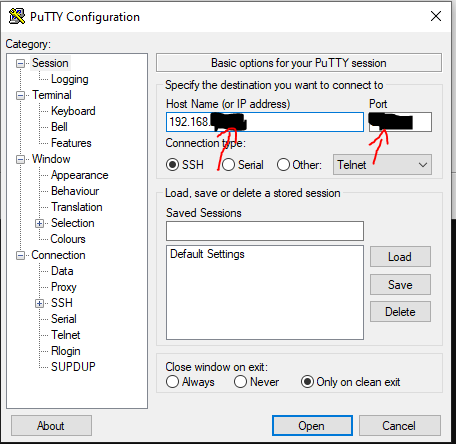 PuTTY Configuration
Category:
Session
Logging
Terminal
Keyboard
Bell
Features
Window
Appearance
Behaviour
Translation
Selection
Colours
Connection
Data
Proxy
SSH
Serial
Telnet
Rlogin
SUPDUP
Basic options for your PuTTY session
Specify the destination you want to connect to
Host Name (or IP address) Port
192.168.
Connection type:
SSH Serial Other: Telnet
Load, save or delete a stored session
Saved Sessions
Default Settings
Load
Save
Delete
Close window on exit:
Always Never Only on clean exit
About Open Cancel